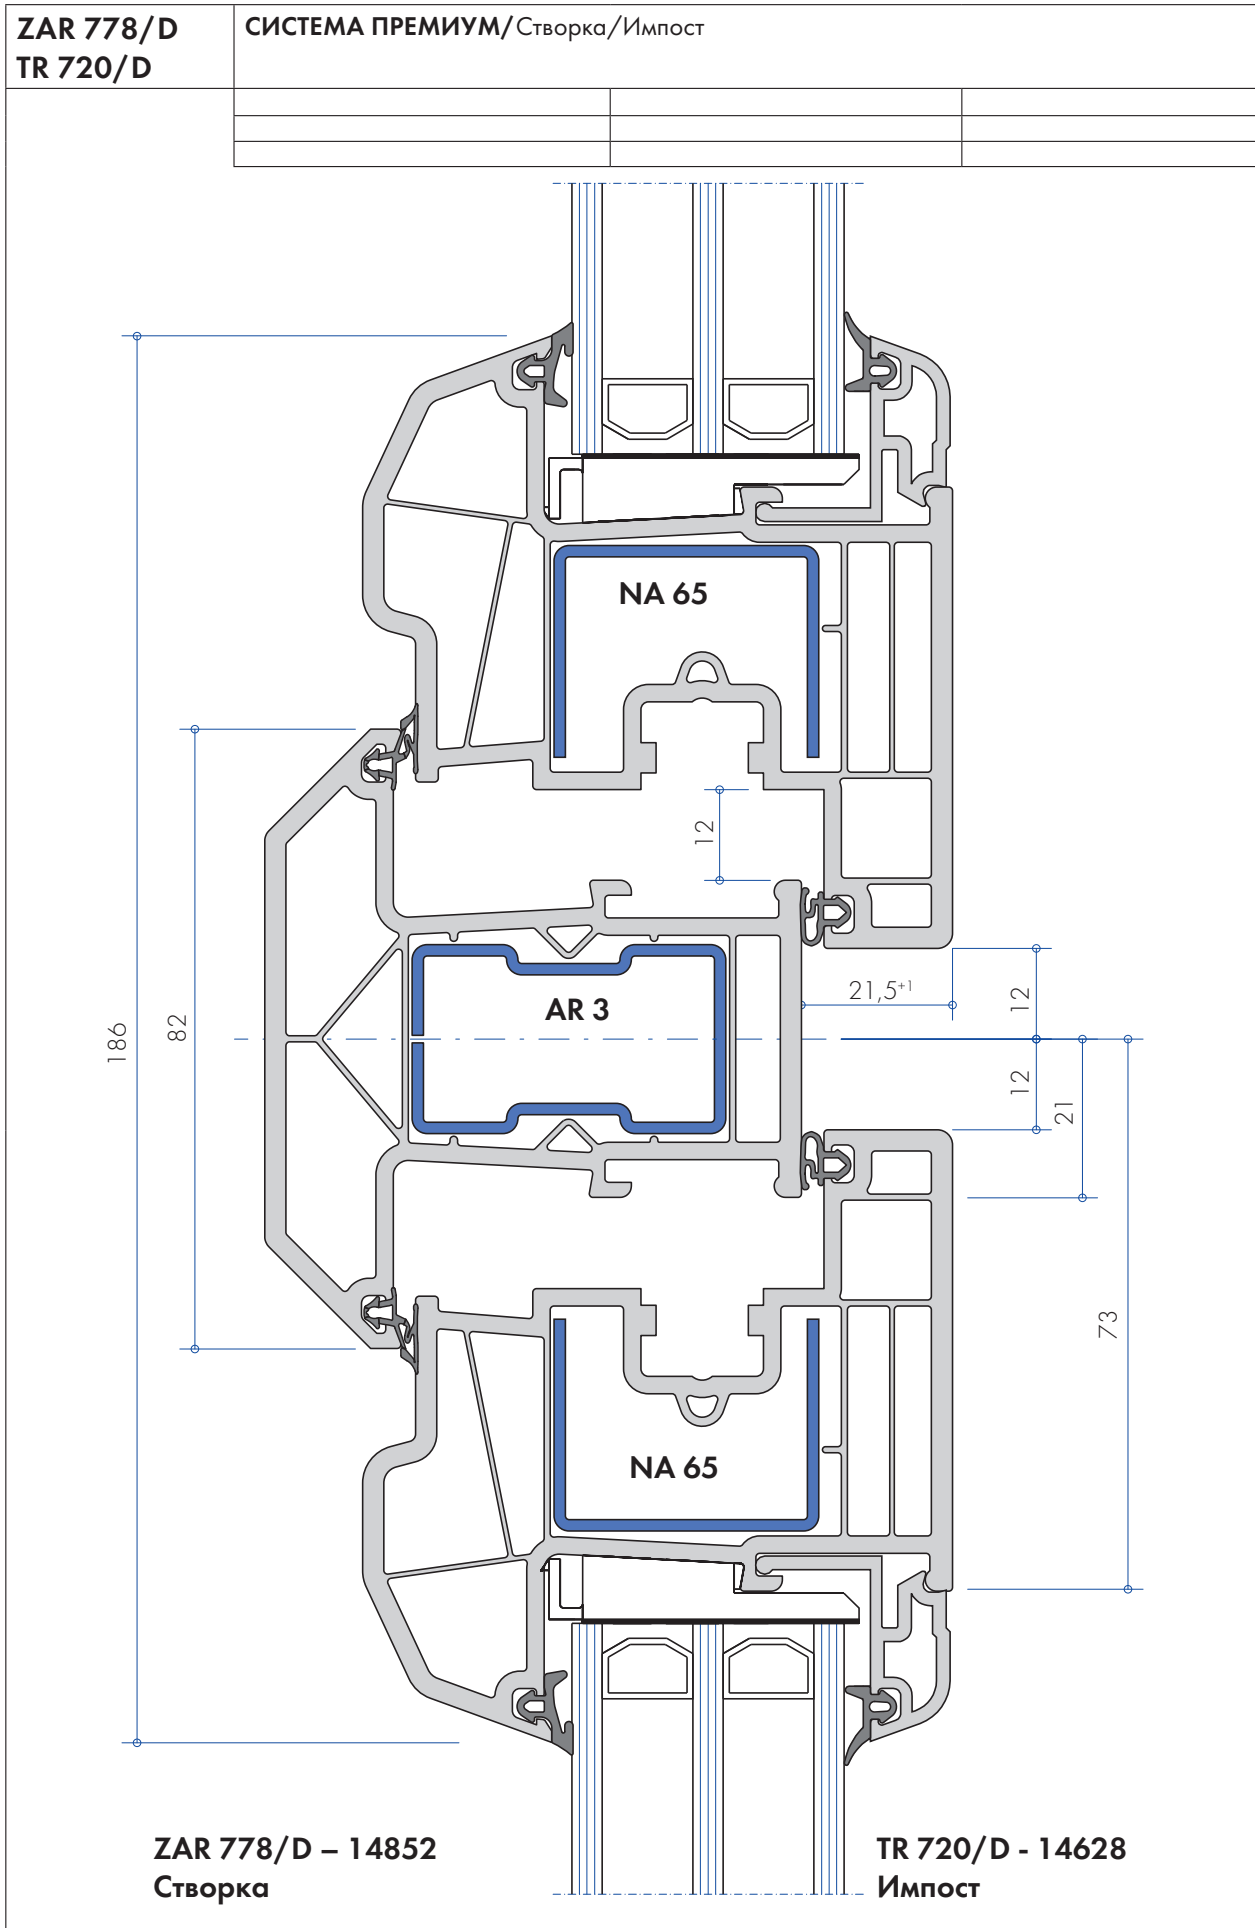 ZAR 778/D
TR 720/D
СИСТЕМА ПРЕМИУМ/Створка/Импост
NA 65
12
186
82
AR 3
21,5+1
12
12
21
73
NA 65
ZAR 778/D – 14852
Створка
TR 720/D - 14628
Импост